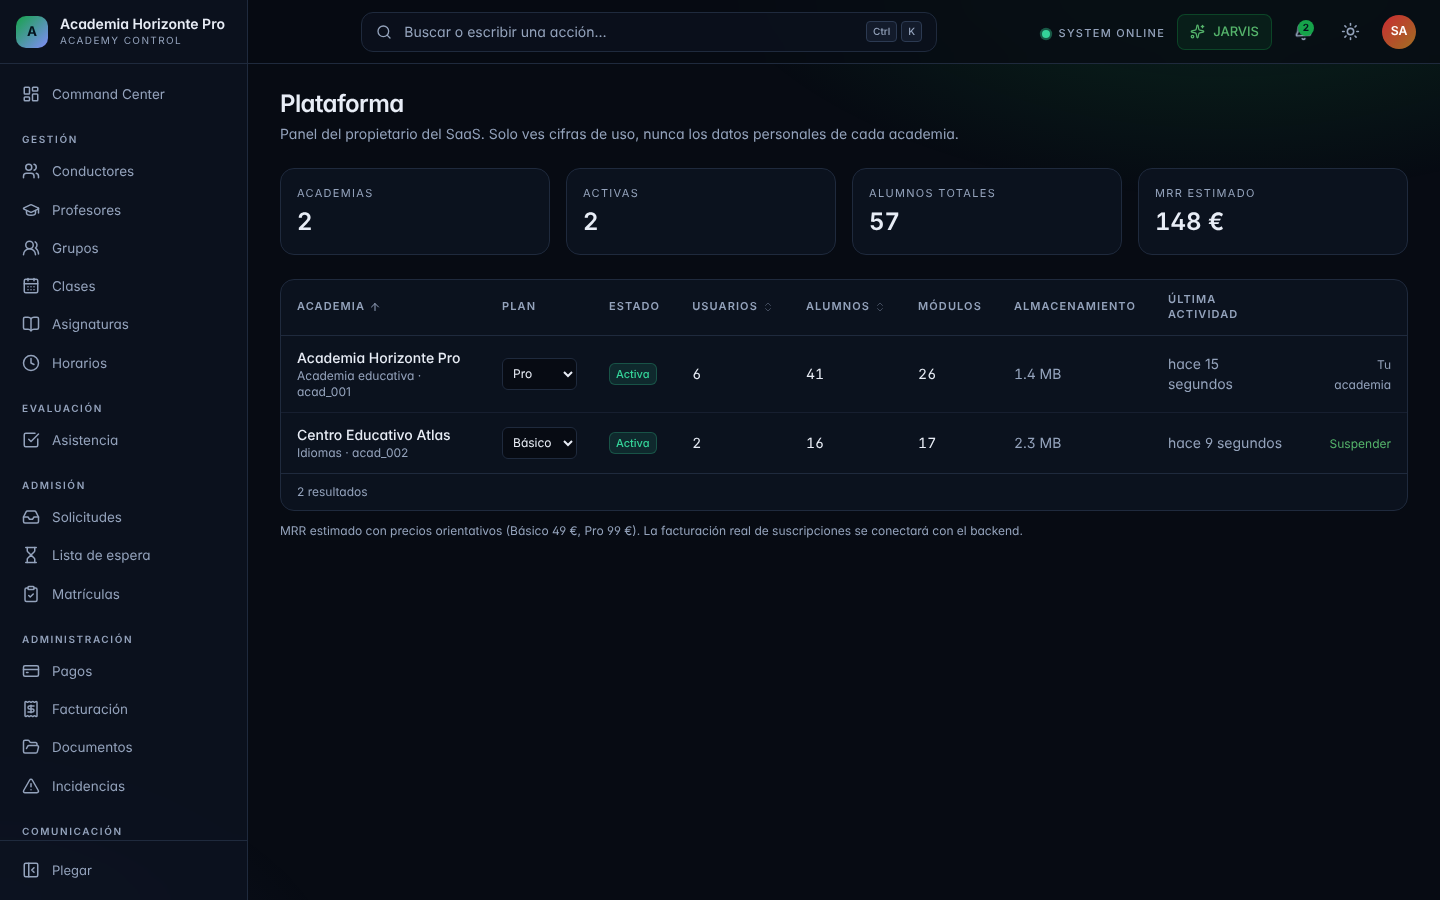 A
Academia Horizonte Pro
ACADEMY CONTROL
Buscar o escribir una acción...
Ctrl K
SYSTEM ONLINE
JARVIS
2
SA
Command Center
GESTIÓN
Conductores
Profesores
Grupos
Clases
Asignaturas
Horarios
EVALUACIÓN
Asistencia
ADMISIÓN
Solicitudes
Lista de espera
Matrículas
ADMINISTRACIÓN
Pagos
Facturación
Documentos
Incidencias
COMUNICACIÓN
Plegar
Plataforma
Panel del propietario del SaaS. Solo ves cifras de uso, nunca los datos personales de cada academia.
ACADEMIAS
2
ACTIVAS
2
ALUMNOS TOTALES
57
MRR ESTIMADO
148 €
ACADEMIA PLAN ESTADO USUARIOS ALUMNOS MÓDULOS ALMACENAMIENTO ÚLTIMA
ACTIVIDAD
Academia Horizonte Pro
Academia educativa ·
acad_001
Pro
Activa
6
41
26
1.4 MB
hace 15
segundos
Tu
academia
Centro Educativo Atlas
Idiomas · acad_002
Básico
Activa
2
16
17
2.3 MB
hace 9 segundos
Suspender
2 resultados
MRR estimado con precios orientativos (Básico 49 €, Pro 99 €). La facturación real de suscripciones se conectará con el backend.